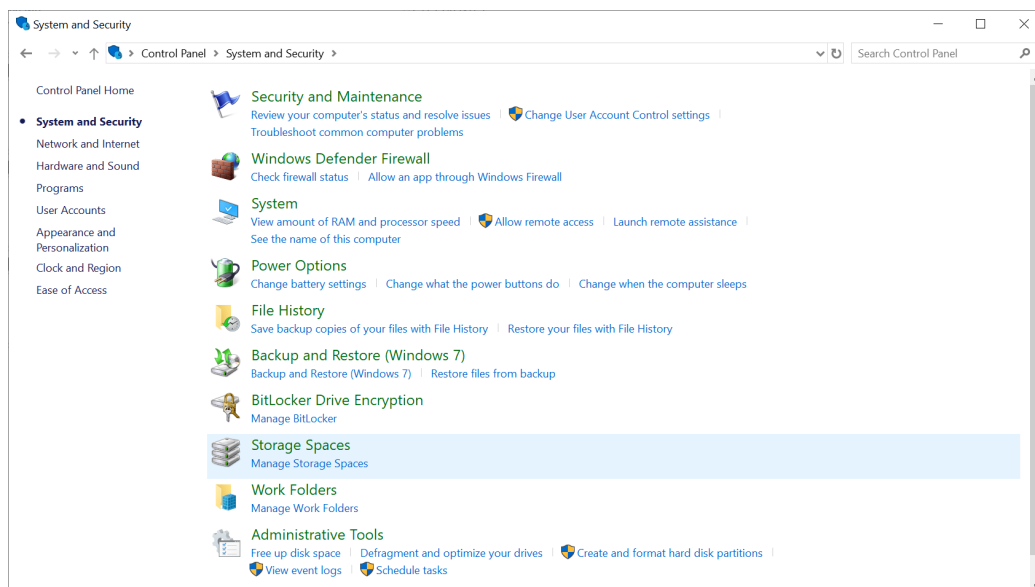 System and Security
Control Panel > System and Security >
Search Control Panel
Control Panel Home
System and Security
Network and Internet
Hardware and Sound
Programs
User Accounts
Appearance and
Personalization
Clock and Region
Ease of Access
Security and Maintenance
Review your computer's status and resolve issues
Change User Account Control settings
Troubleshoot common computer problems
Windows Defender Firewall
Check firewall status
Allow an app through Windows Firewall
System
View amount of RAM and processor speed
Allow remote access
Launch remote assistance
See the name of this computer
Power Options
Change battery settings
Change what the power buttons do
Change when the computer sleeps
File History
Save backup copies of your files with File History
Restore your files with File History
Backup and Restore (Windows 7)
Backup and Restore (Windows 7)
Restore files from backup
BitLocker Drive Encryption
Manage BitLocker
Storage Spaces
Manage Storage Spaces
Work Folders
Manage Work Folders
Administrative Tools
Free up disk space
Defragment and optimize your drives
Create and format hard disk partitions
View event logs
Schedule tasks